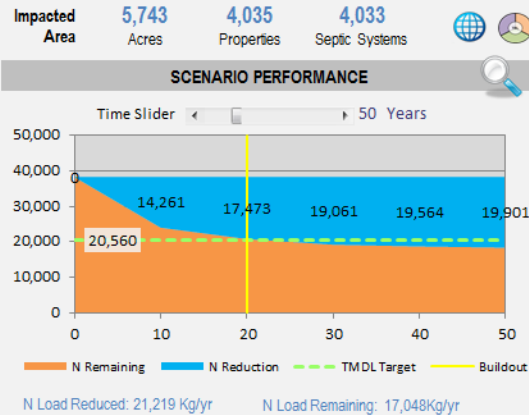 Impacted Area 5,743 4,035 4,033
Acres Properties Septic Systems
SCENARIO PERFORMANCE
Time Slider 50 Years
50,000
40,000
30,000
20,000
10,000
0
0 14,261 17,473 19,061 19,564 19,901
20,560
0 10 20 30 40 50
N Remaining N Reduction TMDL Target Buildout
N Load Reduced: 21,219 Kg/yr N Load Remaining: 17,048Kg/yr